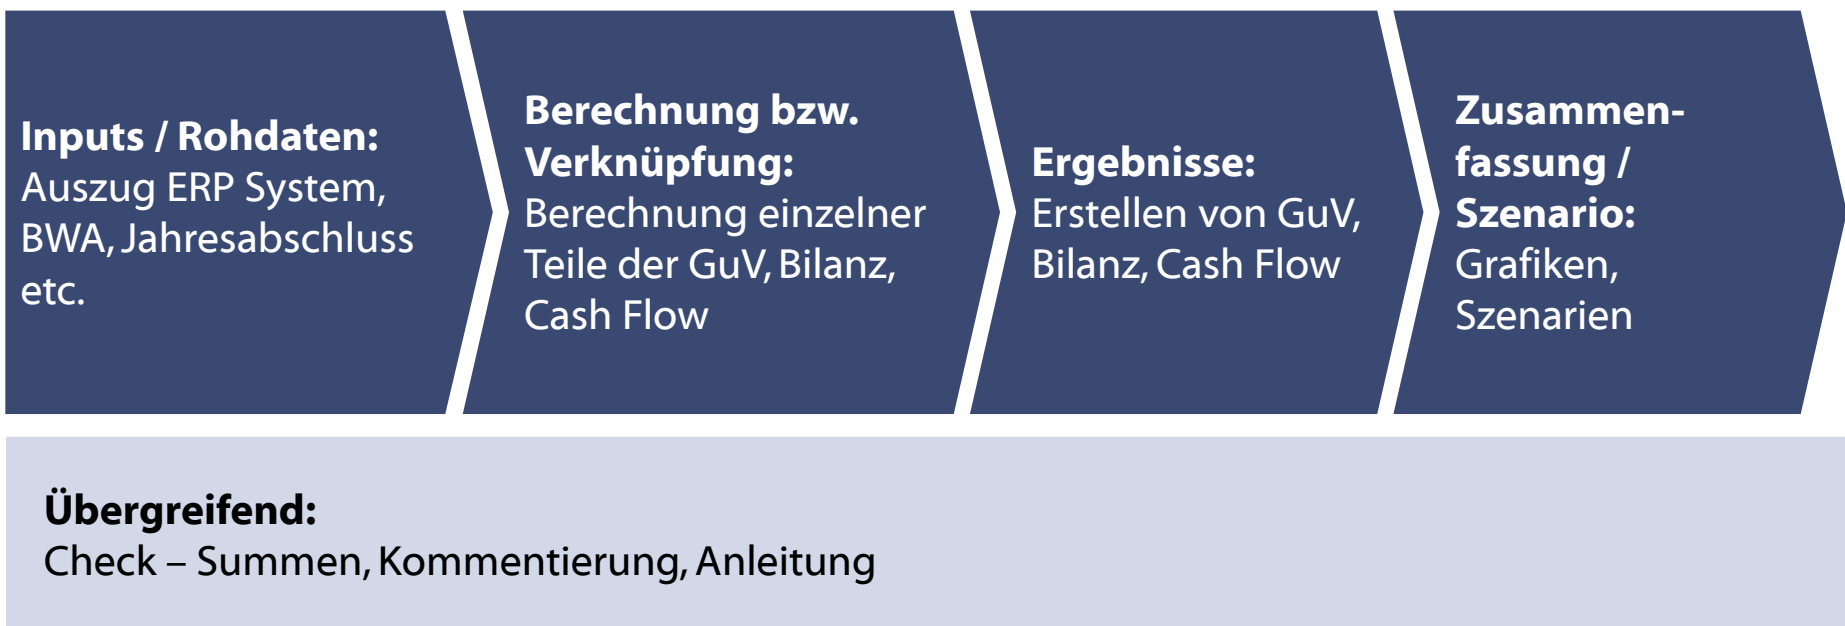 Inputs / Rohdaten:
Auszug ERP System,
BWA, Jahresabschluss
etc.
Berechnung bzw.
Verknüpfung:
Berechnung einzelner
Teile der GuV, Bilanz,
Cash Flow
Ergebnisse:
Erstellen von GuV,
Bilanz, Cash Flow
Zusammen-
fassung /
Szenario:
Grafiken,
Szenarien
Übergreifend:
Check – Summen, Kommentierung, Anleitung